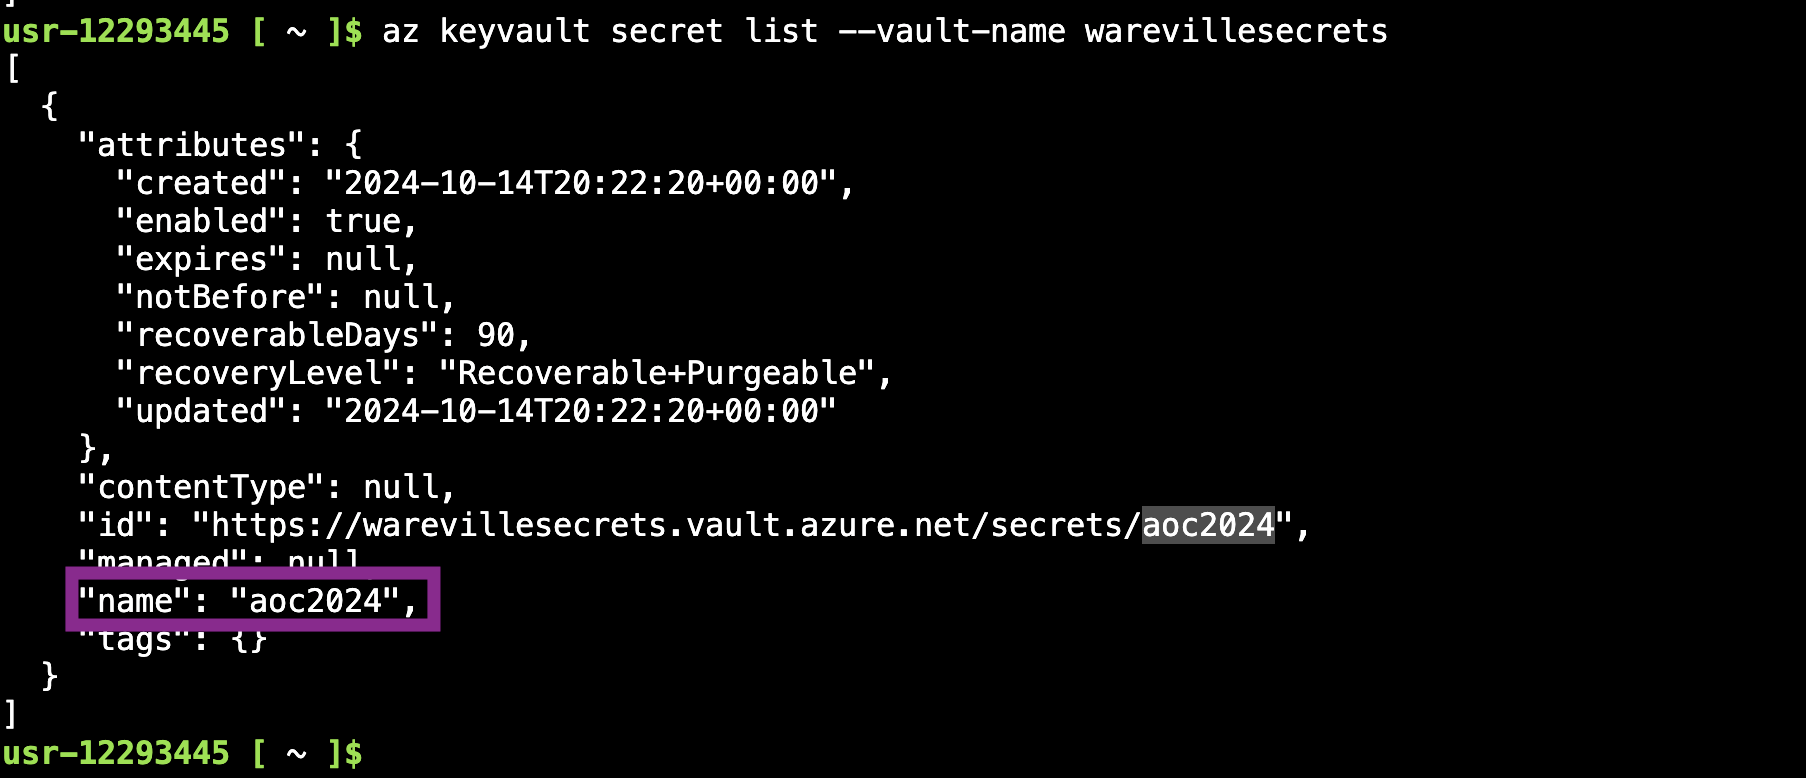 ]
usr-12293445 [ ~ ]$ az keyvault secret list --vault-name warevillesecrets
[
  {
    "attributes": {
      "created": "2024-10-14T20:22:20+00:00",
      "enabled": true,
      "expires": null,
      "notBefore": null,
      "recoverableDays": 90,
      "recoveryLevel": "Recoverable+Purgeable",
      "updated": "2024-10-14T20:22:20+00:00"
    },
    "contentType": null,
    "id": "https://warevillesecrets.vault.azure.net/secrets/aoc2024",
    "managed": null,
    "name": "aoc2024",
    "tags": {}
  }
]
usr-12293445 [ ~ ]$